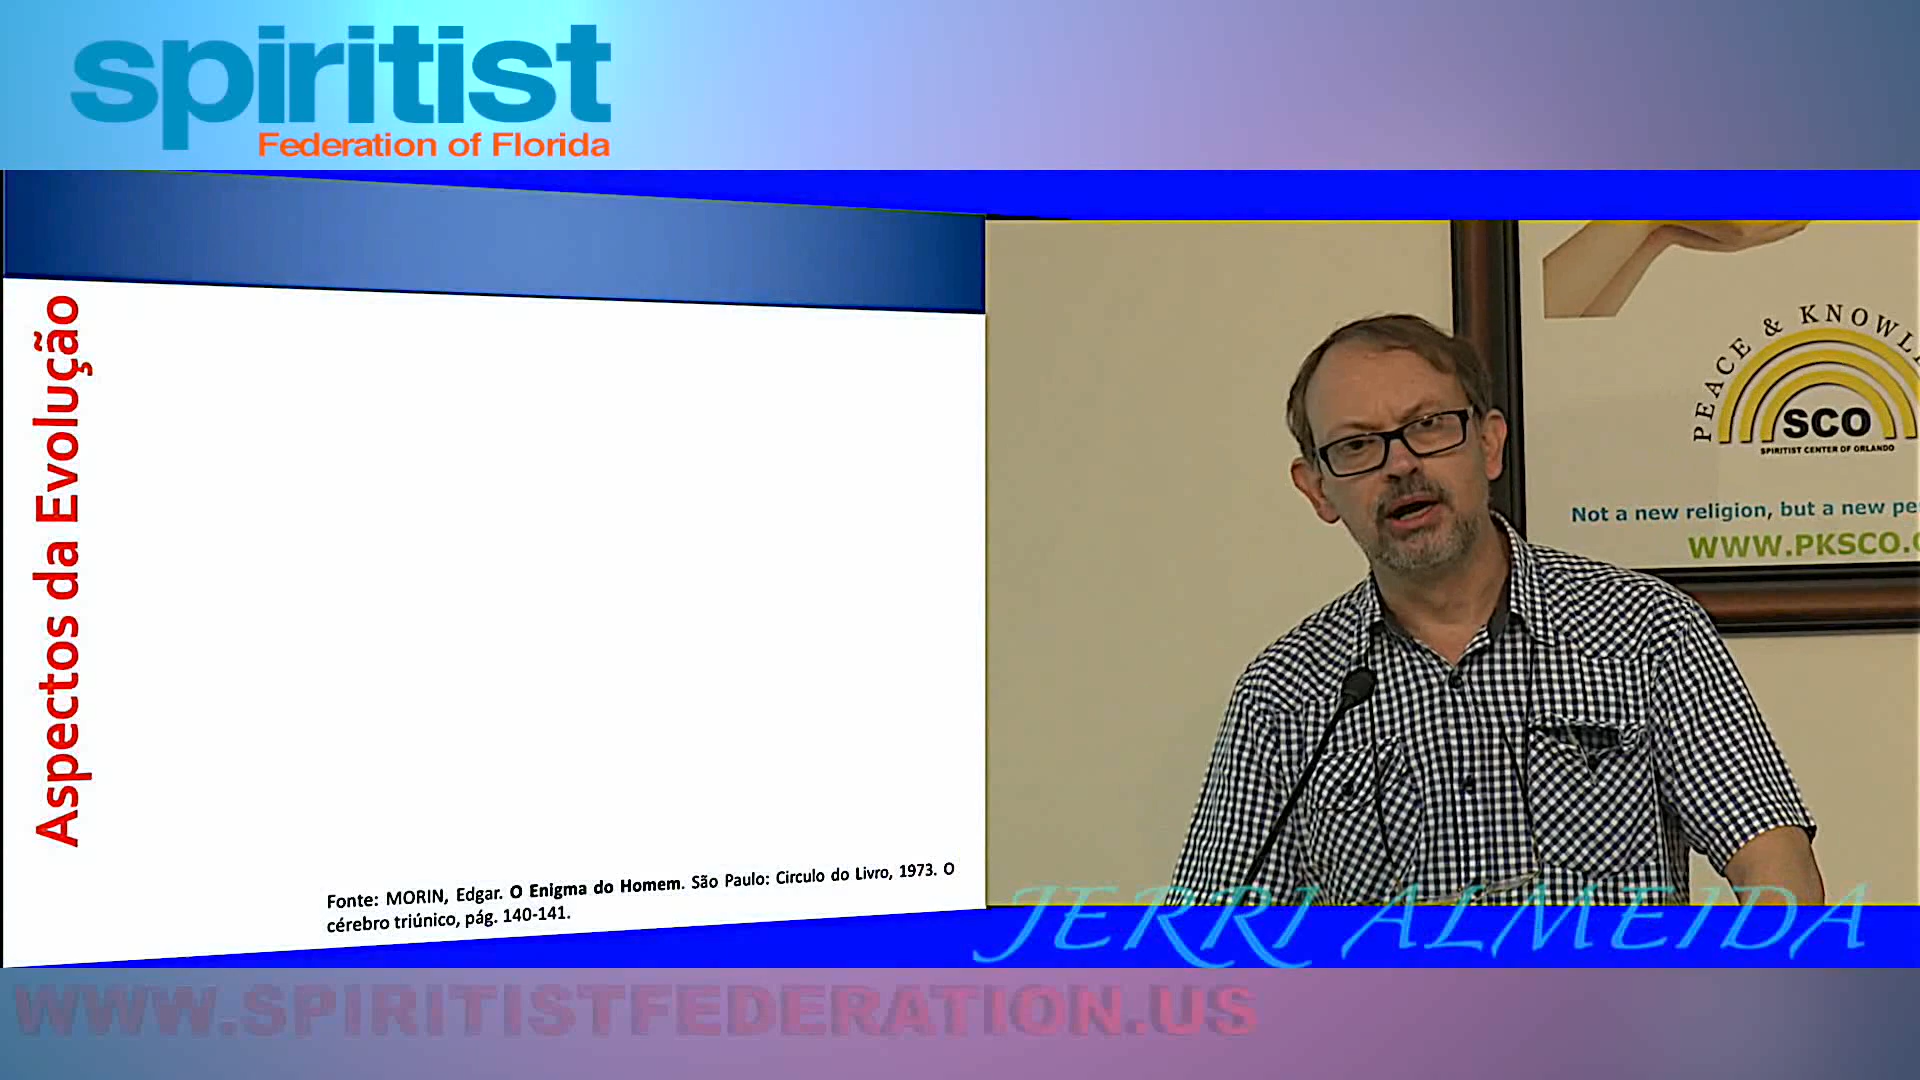 spiritist
Federation of Florida
Aspectos da Evolução
Fonte: MORIN, Edgar. O Enigma do Homem. São Paulo: Circulo do Livro, 1973. O
cérebro triúnico, pág. 140-141.
PEACE & KNOWL
SCO
SPIRITIST CENTER OF ORLANDO
Not a new religion, but a new pe
WWW.PKSCO.
JERRI ALMEIDA
WWW.SPIRITISTFEDERATION.US